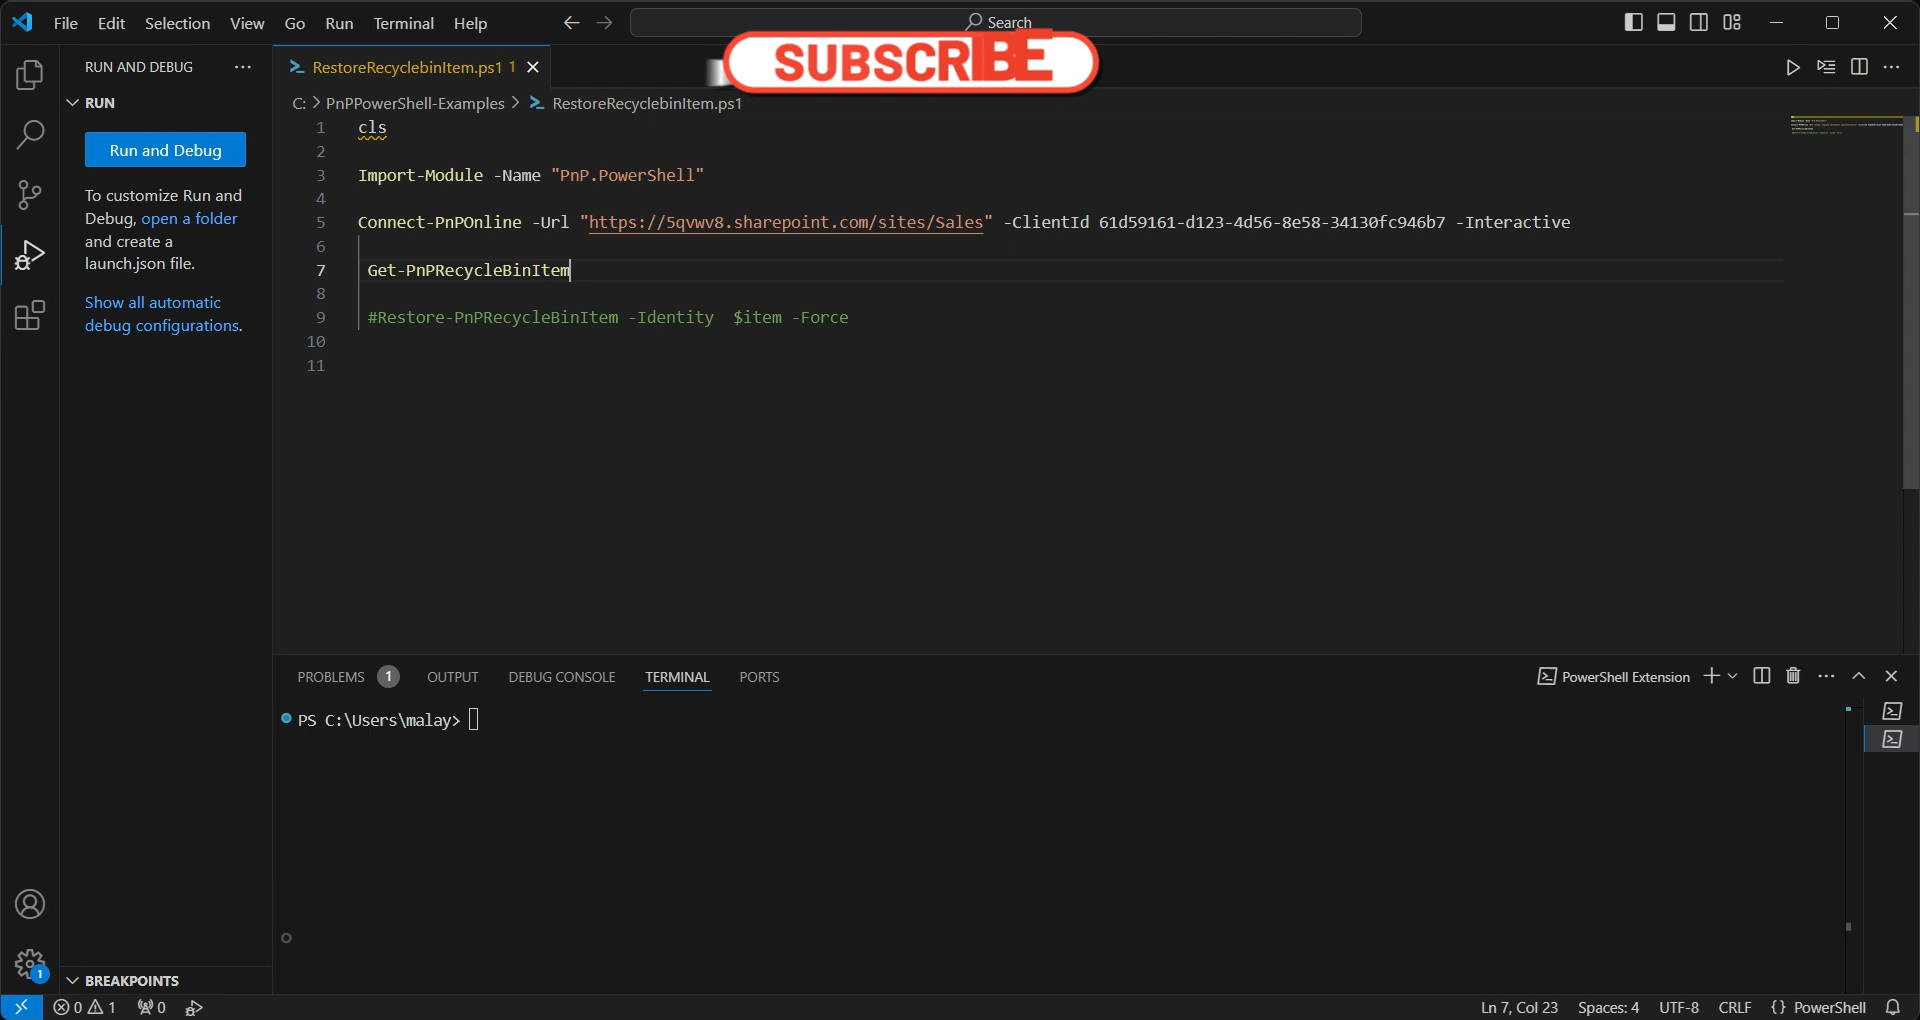 File Edit Selection View Go Run Terminal Help Search
SUBSCRIBE
RUN AND DEBUG
RestoreRecyclebinItem.ps1 1
RUN
C: > PnPPowerShell-Examples > RestoreRecyclebinItem.ps1
Run and Debug
To customize Run and
Debug, open a folder
and create a
launch.json file.
Show all automatic
debug configurations.
1 cls
2
3 Import-Module -Name "PnP.PowerShell"
4
5 Connect-PnPOnline -Url "https://5qvwv8.sharepoint.com/sites/Sales" -ClientId 61d59161-d123-4d56-8e58-34130fc946b7 -Interactive
6
7 Get-PnPRecycleBinItem
8
9 #Restore-PnPRecycleBinItem -Identity  $item -Force
10
11
PROBLEMS 1 OUTPUT DEBUG CONSOLE TERMINAL PORTS PowerShell Extension
PS C:\Users\malay>
1
BREAKPOINTS
0 1 0 Ln 7, Col 23 Spaces: 4 UTF-8 CRLF {} PowerShell